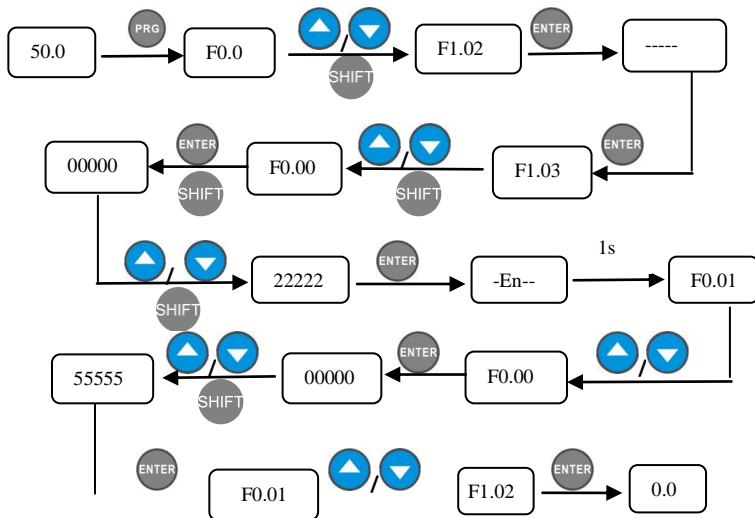 PRG
ENTER
50.0
F0.0
F1.02
-----
SHIFT
ENTER
ENTER
00000
F0.00
F1.03
SHIFT
SHIFT
/
1s
22222
ENTER
-En--
F0.01
SHIFT
ENTER
55555
00000
F0.00
SHIFT
ENTER
ENTER
F0.01
F1.02
0.0